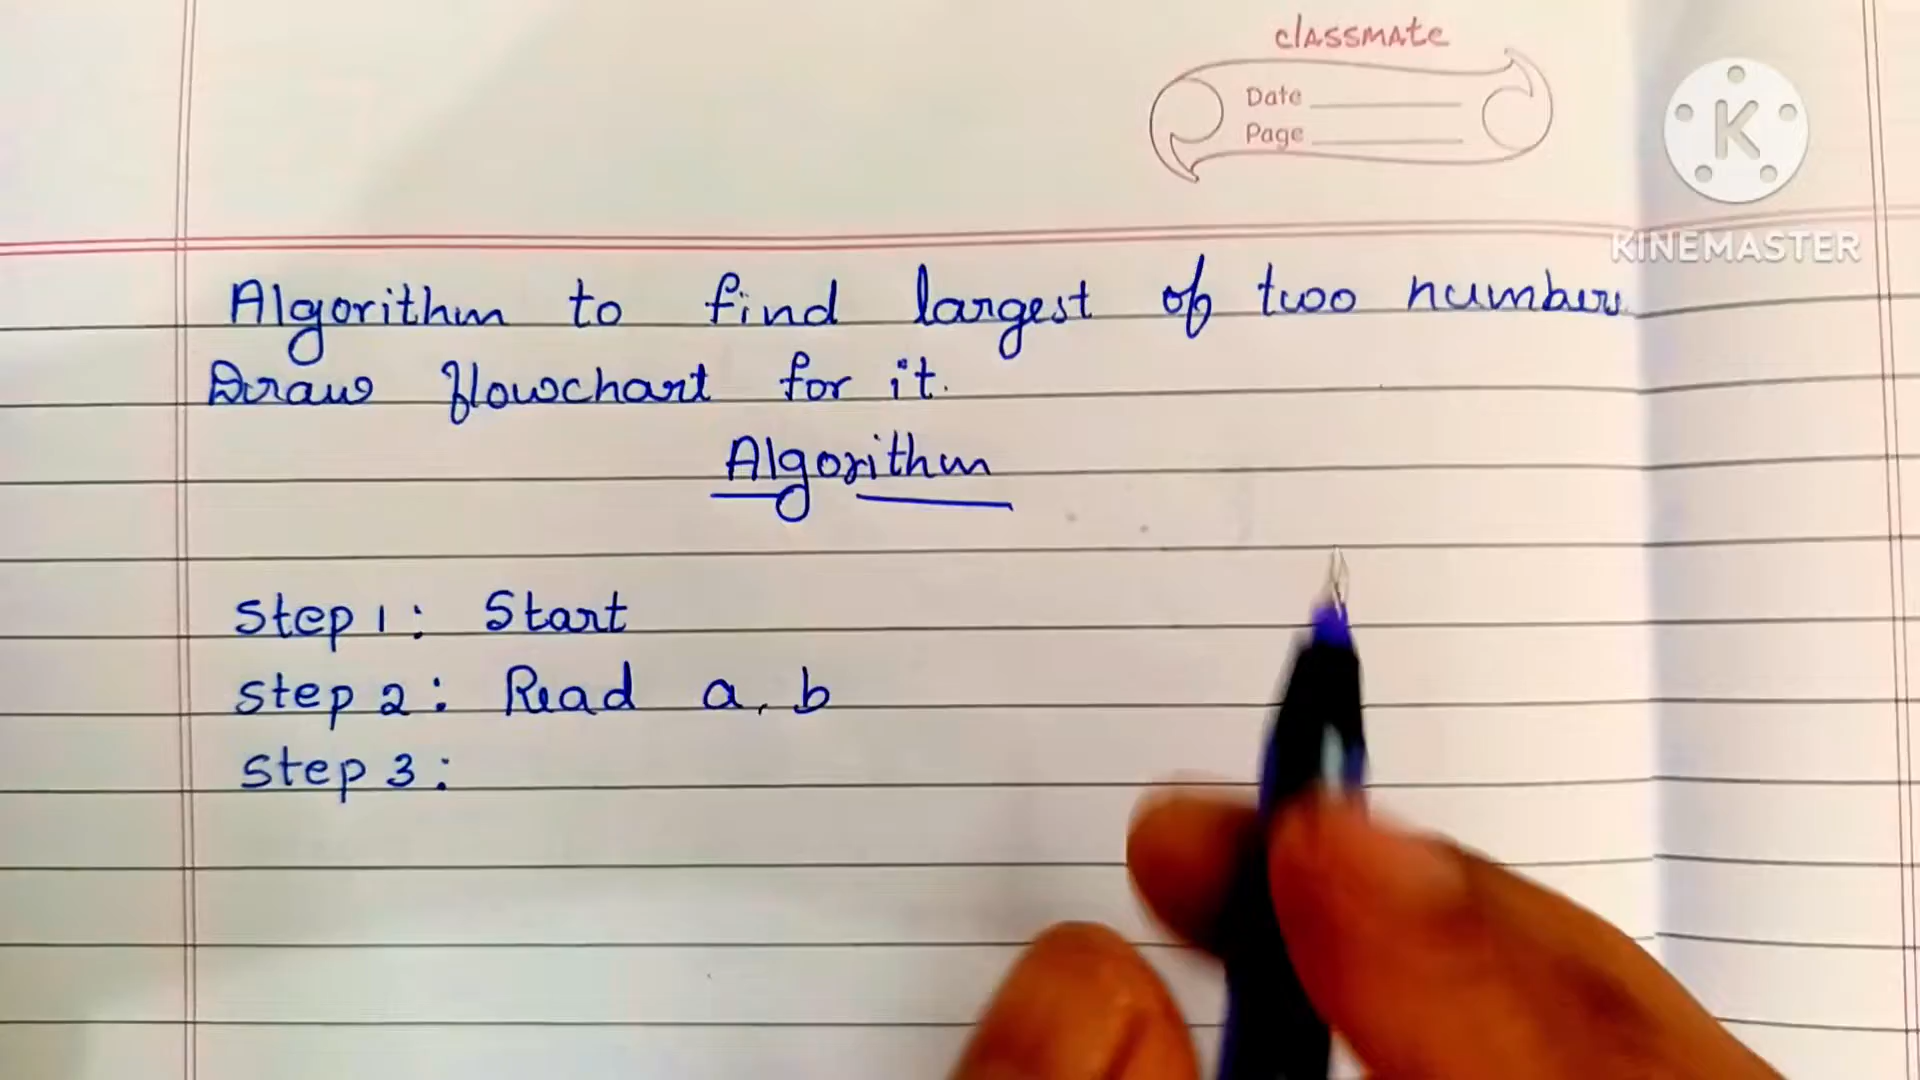 classmate
Date
Page
KINEMASTER
Algorithm to find largest of two numbers.
Draw flowchart for it.
Algorithm
Step 1: Start
Step 2: Read a, b
Step 3: